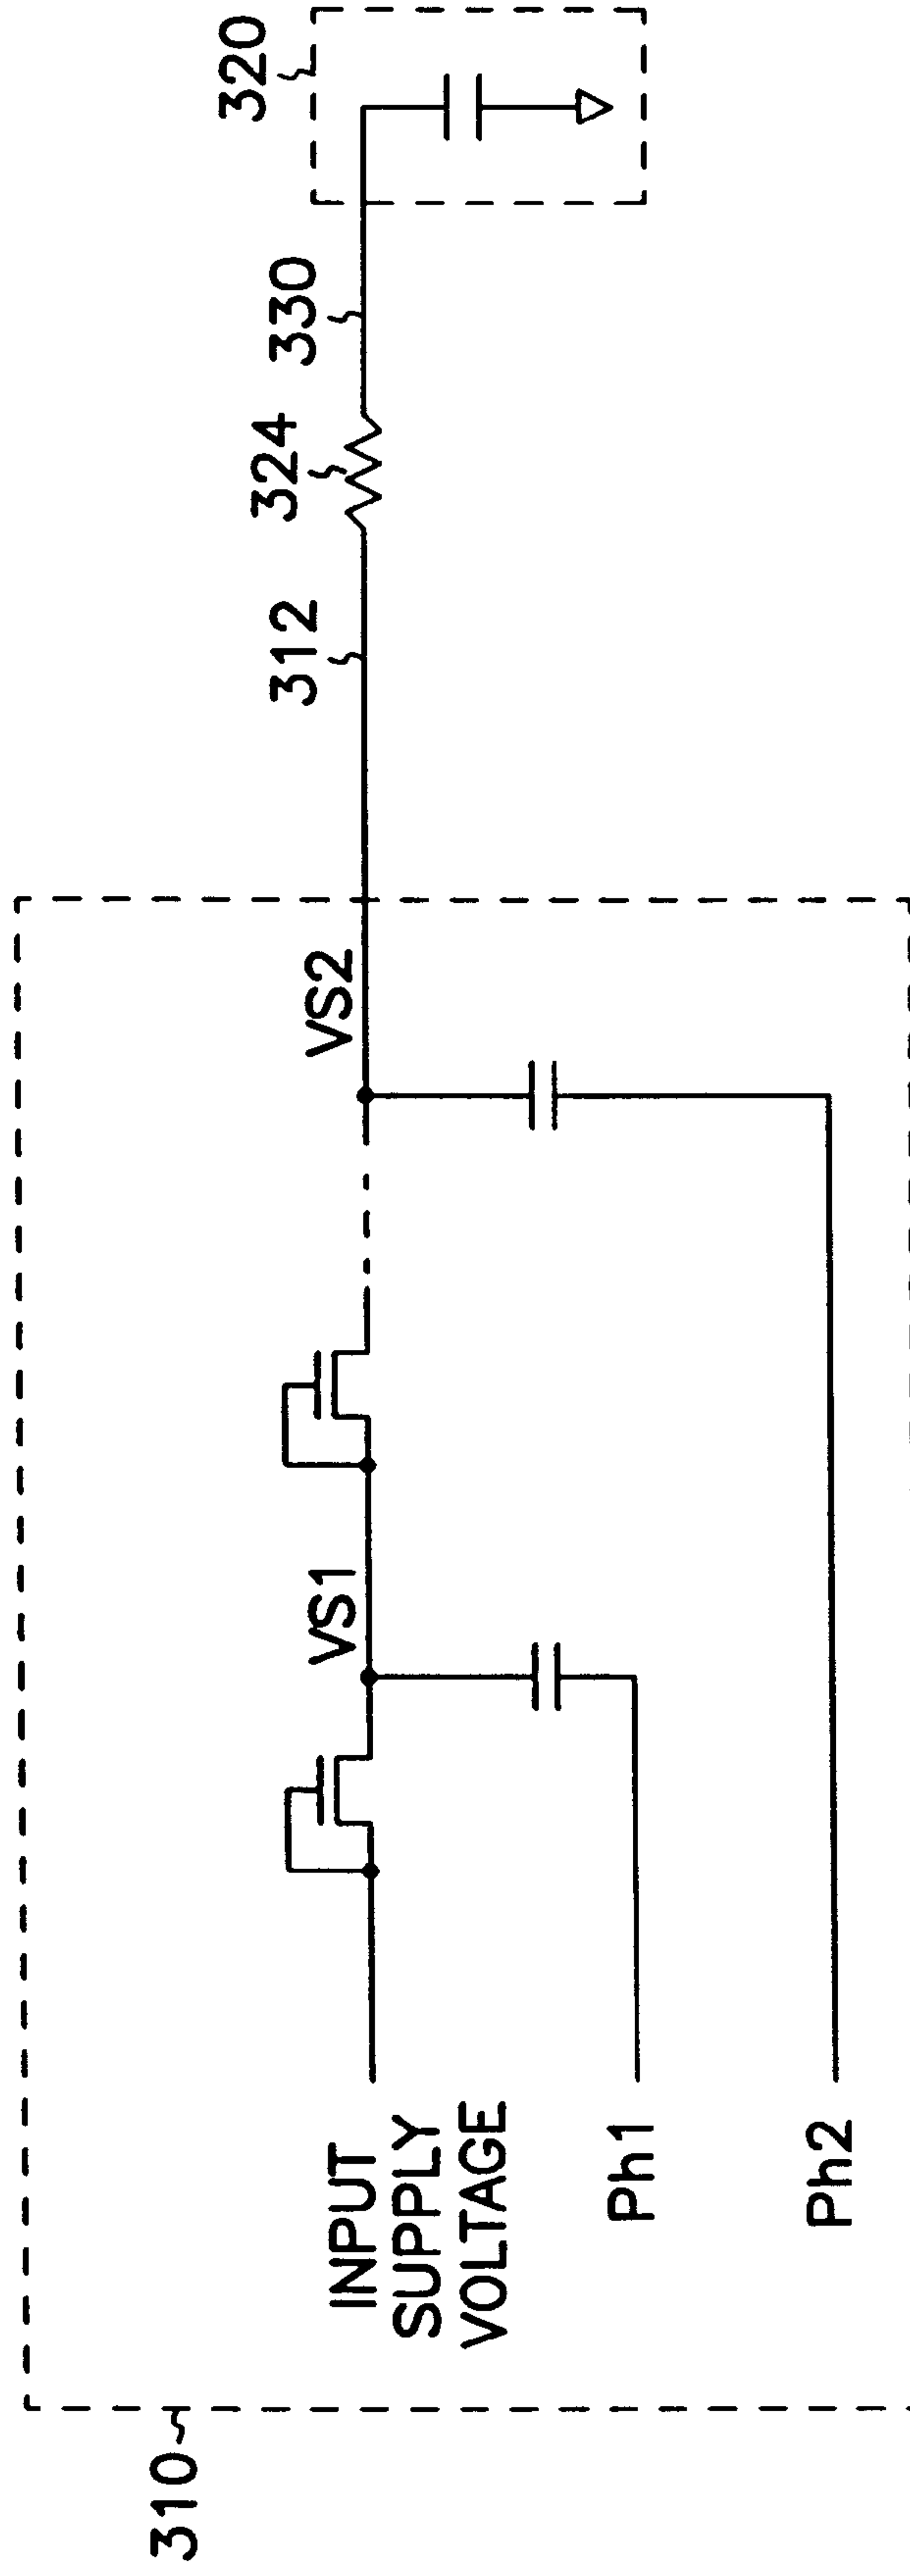 310
INPUT
SUPPLY
VOLTAGE
Ph1
Ph2
VS1
VS2
312
324
330
320